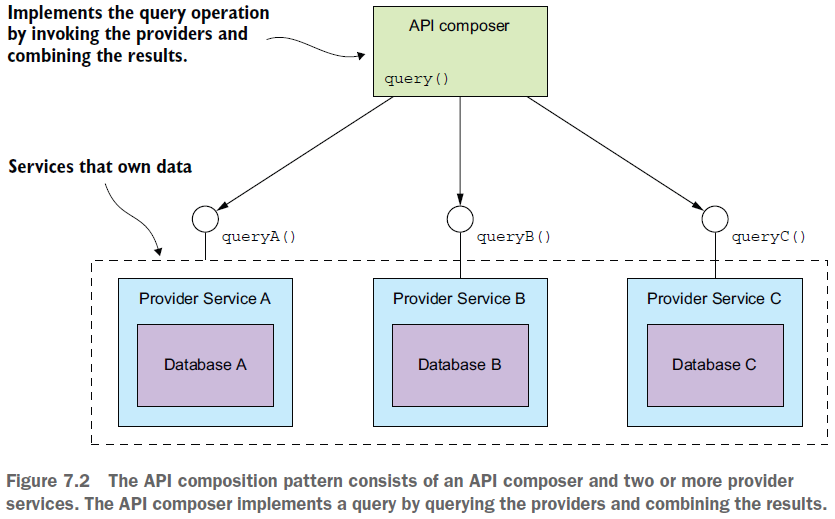 Implements the query operation
by invoking the providers and
combining the results.
API composer
query()
Services that own data
queryA()
queryB()
queryC()
Provider Service A
Provider Service B
Provider Service C
Database A
Database B
Database C
Figure 7.2 The API composition pattern consists of an API composer and two or more provider
services. The API composer implements a query by querying the providers and combining the results.